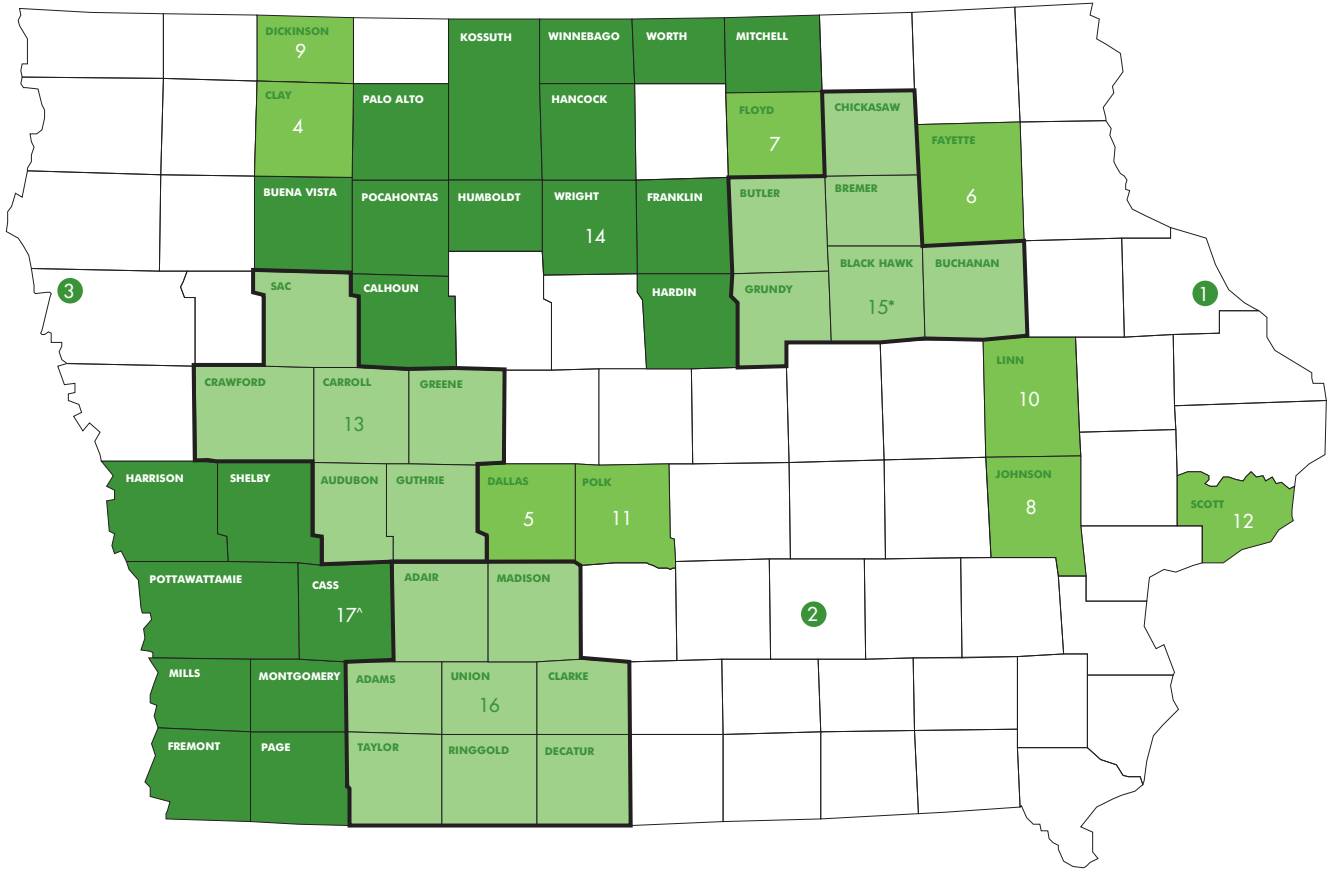 DICKINSON
9
KOSSUTH
WINNEBAGO
WORTH
MITCHELL
CLAY
4
PALO ALTO
HANCOCK
FLOYD
7
CHICKASAW
FAYETTE
6
BUENA VISTA
POCAHONTAS
HUMBOLDT
WRIGHT
14
FRANKLIN
BUTLER
BREMER
3
SAC
CALHOUN
HARDIN
GRUNDY
BLACK HAWK
15*
BUCHANAN
1
CRAWFORD
CARROLL
13
GREENE
LINN
10
HARRISON
SHELBY
AUDUBON
GUTHRIE
DALLAS
5
POLK
11
JOHNSON
8
SCOTT
12
POTTAWATTAMIE
CASS
17^
ADAIR
MADISON
2
MILLS
MONTGOMERY
ADAMS
UNION
16
CLARKE
FREMONT
PAGE
TAYLOR
RINGGOLD
DECATUR